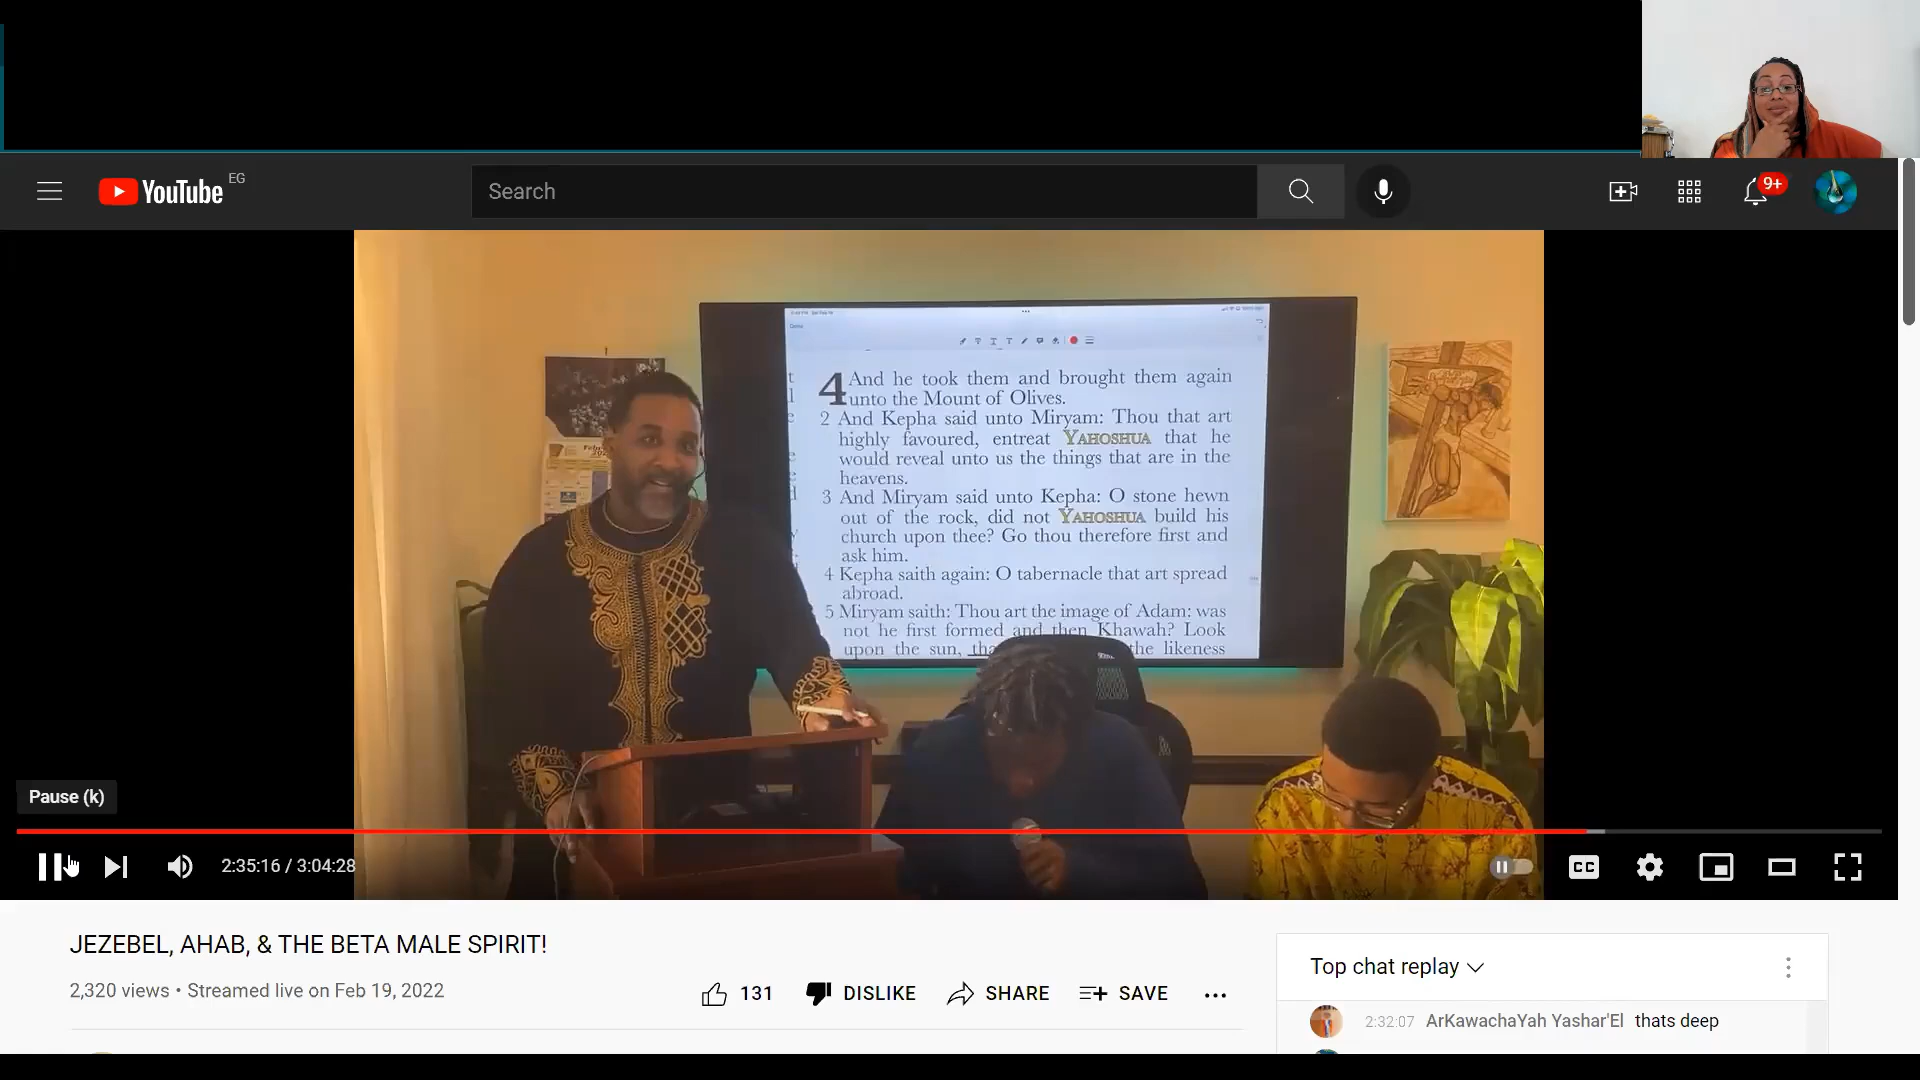 EG
YouTube
Search
9+
4 And he took them and brought them again
unto the Mount of Olives.
2 And Kepha said unto Miryam: Thou that art
highly favoured, entreat YAHOSHUA that he
would reveal unto us the things that are in the
heavens.
3 And Miryam said unto Kepha: O stone hewn
out of the rock, did not YAHOSHUA build his
church upon thee? Go thou therefore first and
ask him.
4 Kepha saith again: O tabernacle that art spread
abroad.
5 Miryam saith: Thou art the image of Adam: was
not he first formed and then Khawah? Look
upon the sun, the likeness
Pause (k)
2:35:16 / 3:04:28
CC
JEZEBEL, AHAB, & THE BETA MALE SPIRIT!
2,320 views • Streamed live on Feb 19, 2022
131
DISLIKE
SHARE
SAVE
Top chat replay
2:32:07 ArKawachaYah Yashar'El thats deep